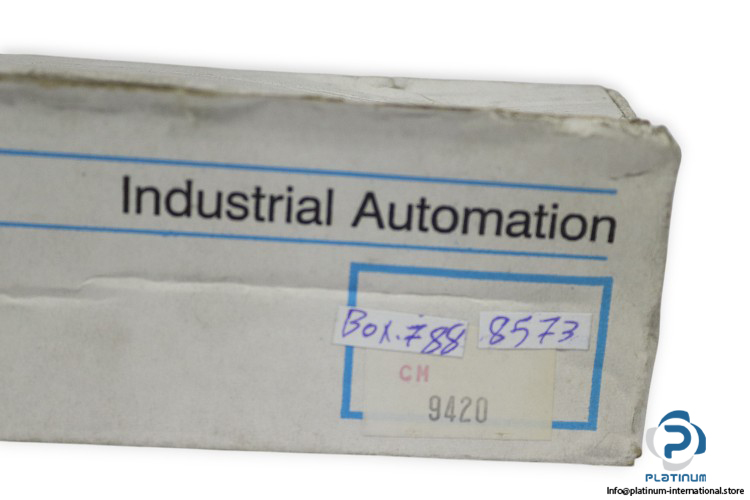 Industrial Automation
Box.788 8573
CM
9420
PLATINUM
Info@platinum-international.store